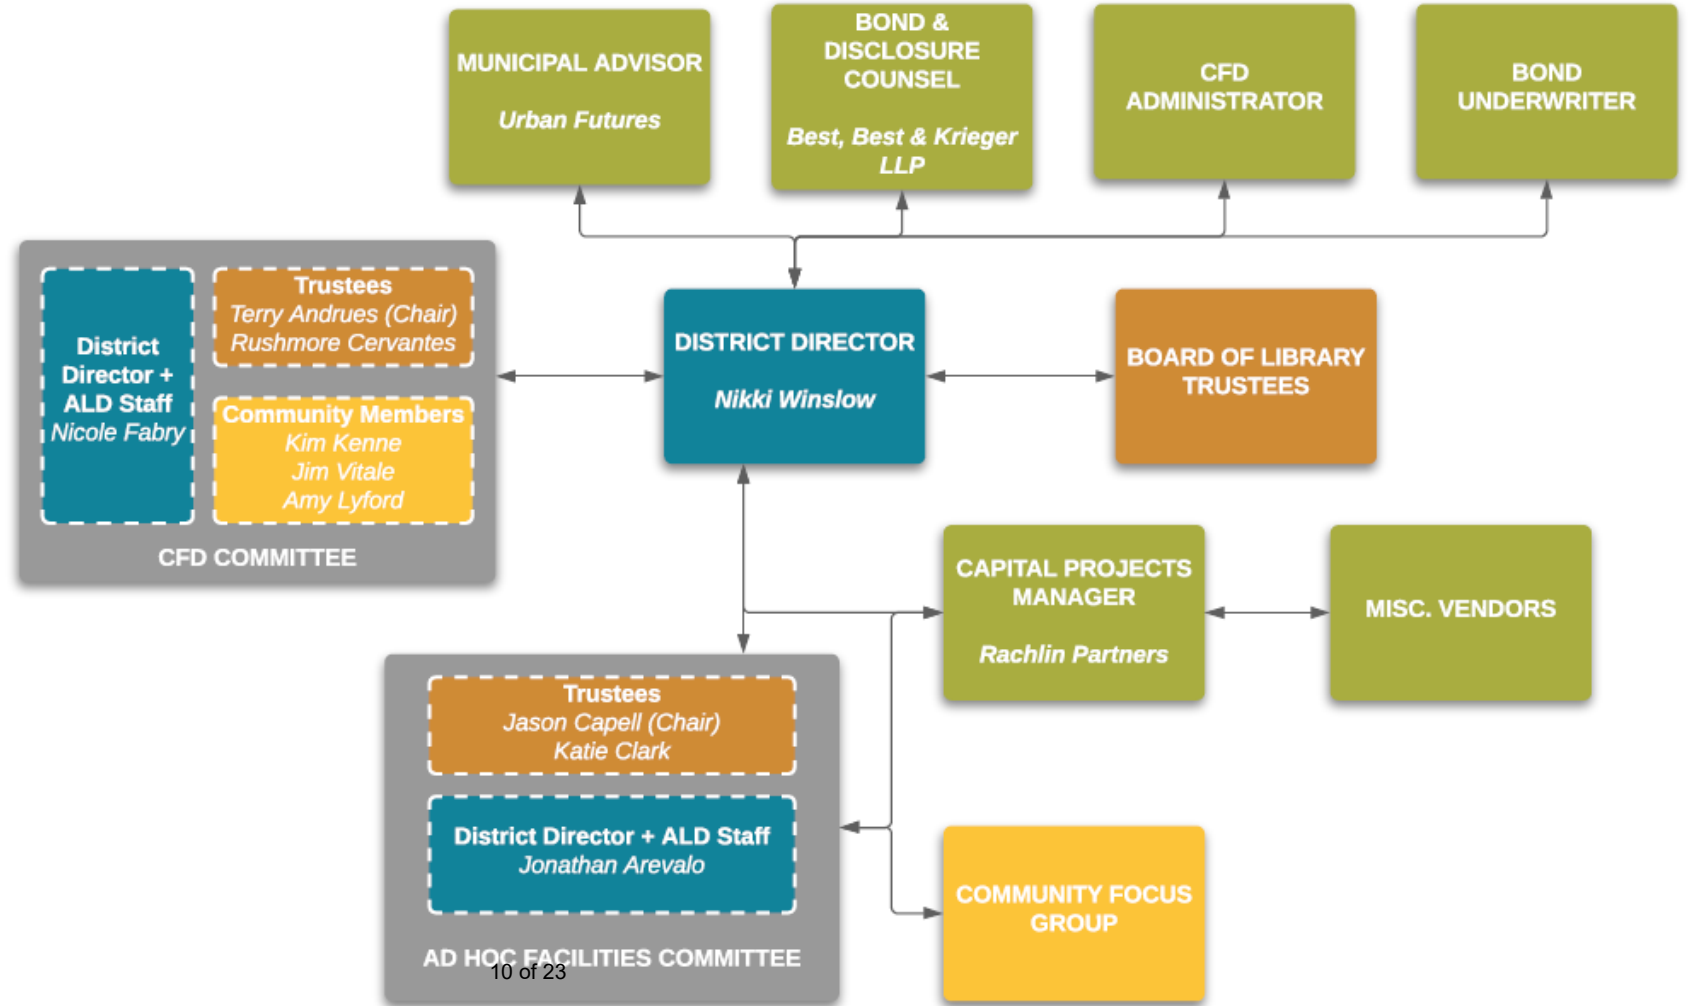 MUNICIPAL ADVISOR
Urban Futures
BOND &
DISCLOSURE
COUNSEL
Best, Best & Krieger
LLP
CFD
ADMINISTRATOR
BOND
UNDERWRITER
District
Director +
ALD Staff
Nicole Fabry
Trustees
Terry Andrues (Chair)
Rushmore Cervantes
Community Members
Kim Kenne
Jim Vitale
Amy Lyford
CFD COMMITTEE
DISTRICT DIRECTOR
Nikki Winslow
BOARD OF LIBRARY
TRUSTEES
CAPITAL PROJECTS
MANAGER
Rachlin Partners
MISC. VENDORS
Trustees
Jason Capell (Chair)
Katie Clark
District Director + ALD Staff
Jonathan Arevalo
AD HOC FACILITIES COMMITTEE
10 of 23
COMMUNITY FOCUS
GROUP